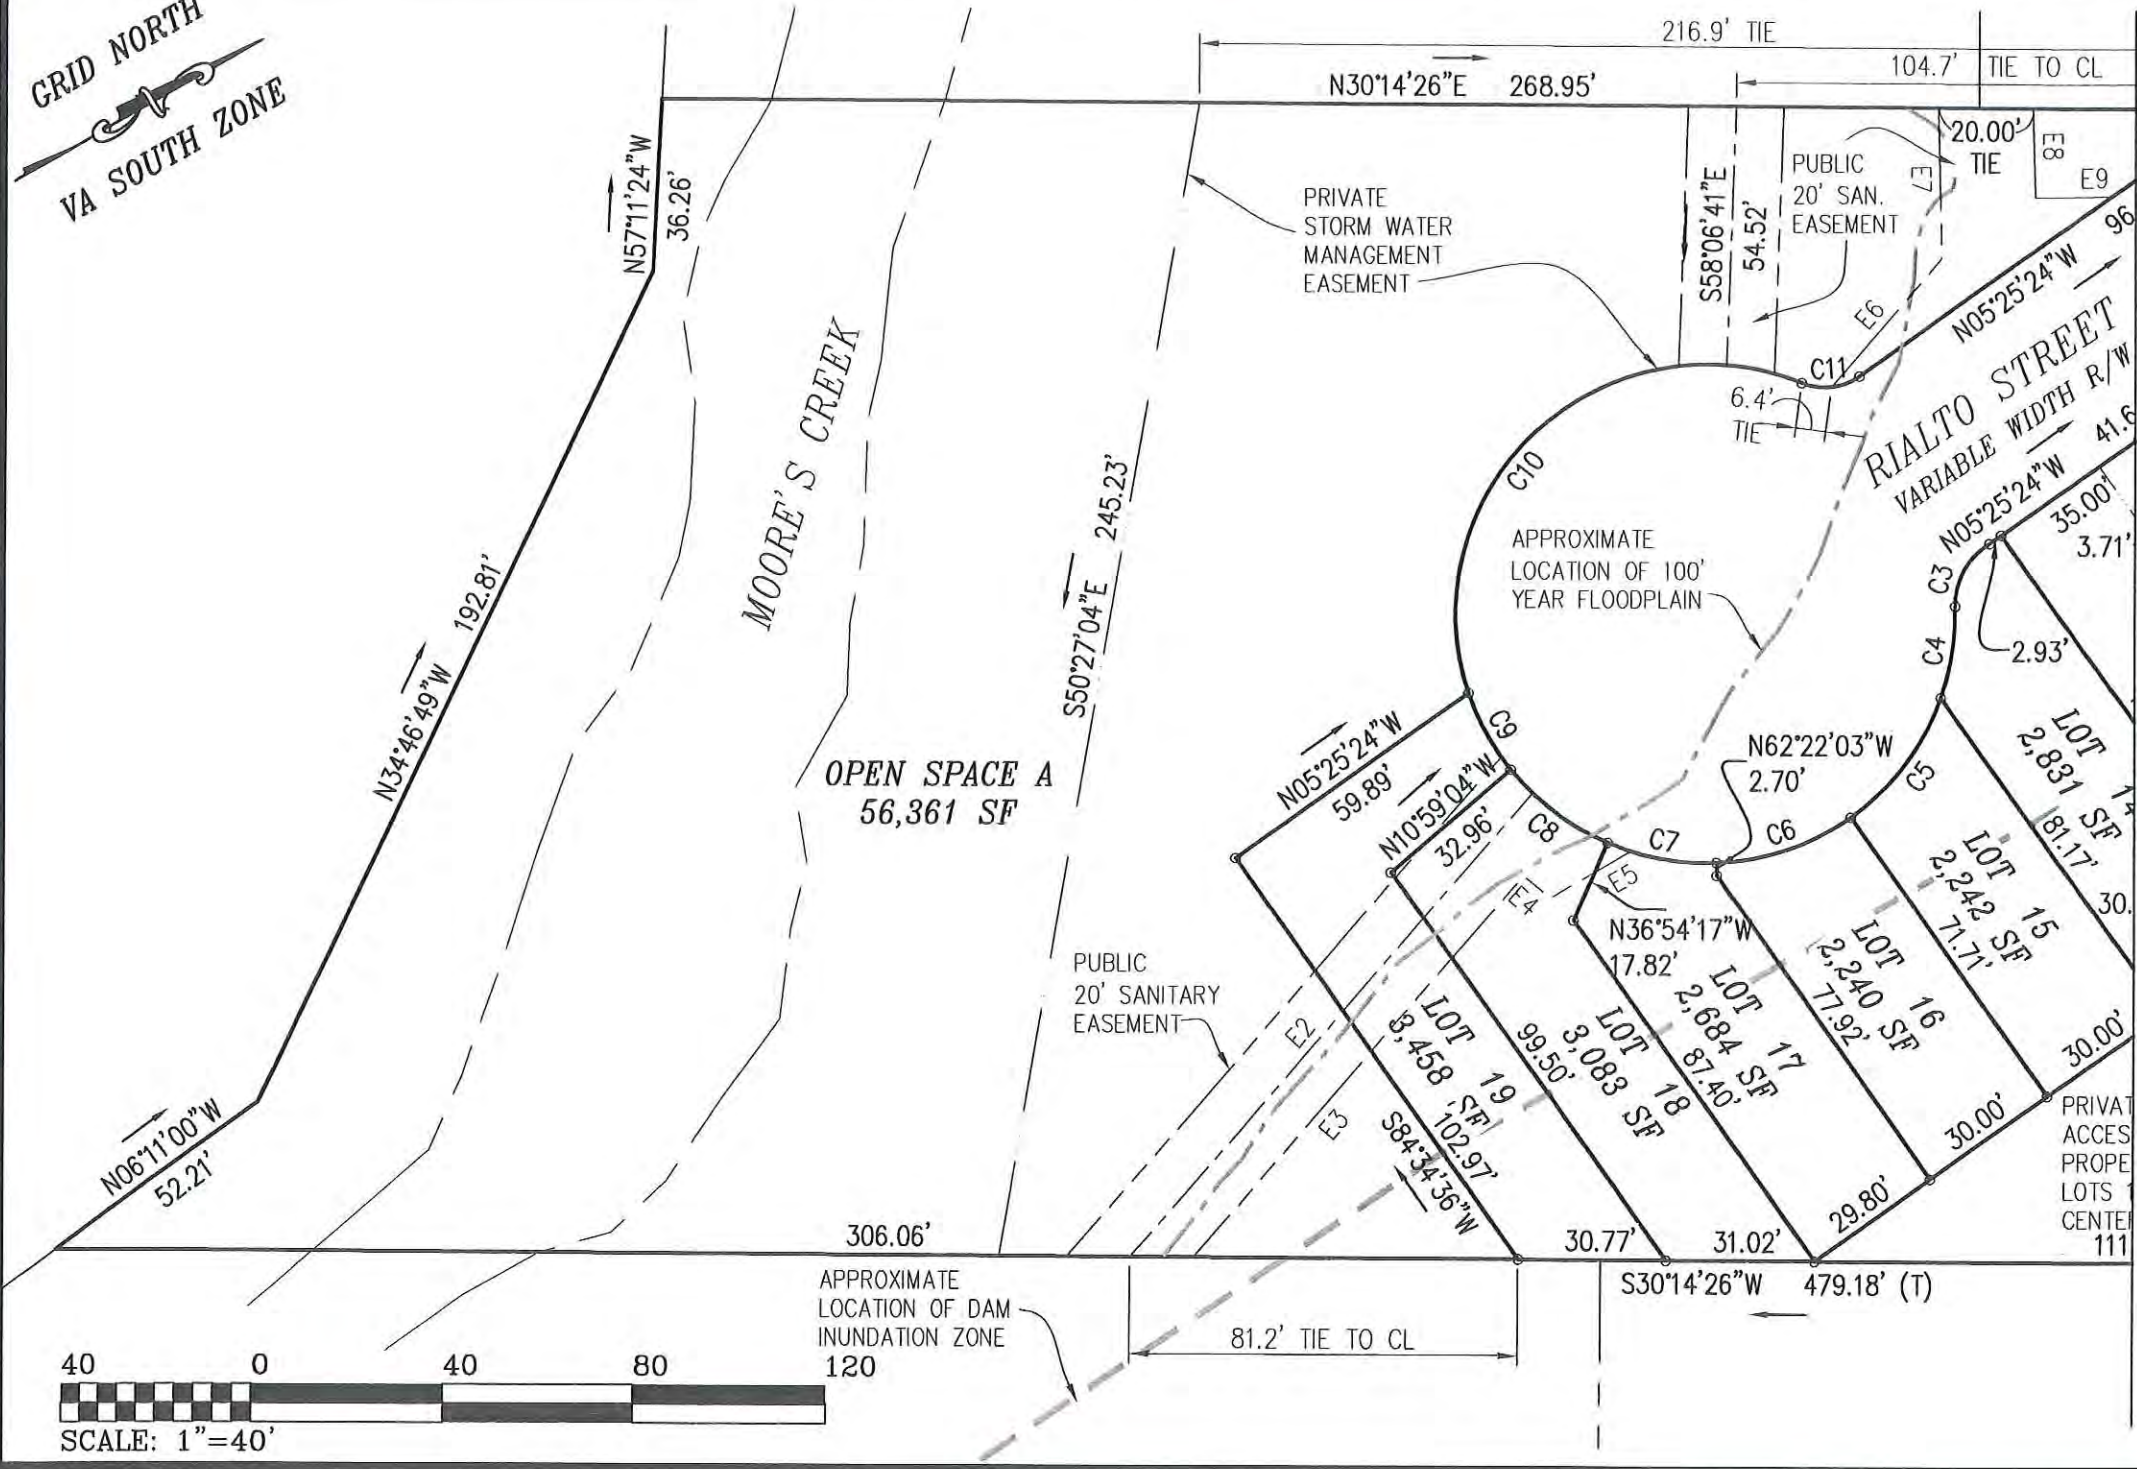 GRID NORTH
VA SOUTH ZONE
216.9' TIE
104.7' TIE TO CL
N30°14'26"E 268.95'
20.00'
TIE
E8
E9
E7
N57°11'24"W
36.26'
PRIVATE
STORM WATER
MANAGEMENT
EASEMENT
S58°06'41"E
54.52'
PUBLIC
20' SAN.
EASEMENT
E6
96
N05°25'24"W
RIALTO STREET
VARIABLE WIDTH R/W
C11
6.4'
TIE
C10
MOORE'S CREEK
S50°27'04"E 245.23'
N34°46'49"W 192.81'
APPROXIMATE
LOCATION OF 100'
YEAR FLOODPLAIN
N05°25'24"W
41.6
35.00'
3.71'
C3
C4
2.93'
OPEN SPACE A
56,361 SF
N05°25'24"W
59.89'
C9
N10°59'04"W
32.96'
C8
C7
N62°22'03"W
2.70'
C6
C5
LOT 14
2,831 SF
81.17'
30.
LOT 15
2,242 SF
71.71'
E4
E5
N36°54'17"W
17.82'
LOT 16
2,240 SF
77.92'
LOT 17
2,684 SF
87.40'
LOT 18
3,083 SF
99.50'
LOT 19
3,458 SF
102.97'
S84°34'36"W
PUBLIC
20' SANITARY
EASEMENT
E2
E3
30.00'
30.00'
29.80'
PRIVAT
ACCES
PROPE
LOTS 1
CENTE
111
N06°11'00"W
52.21'
306.06'
30.77'
31.02'
S30°14'26"W 479.18' (T)
APPROXIMATE
LOCATION OF DAM
INUNDATION ZONE
81.2' TIE TO CL
40 0 40 80 120
SCALE: 1"=40'